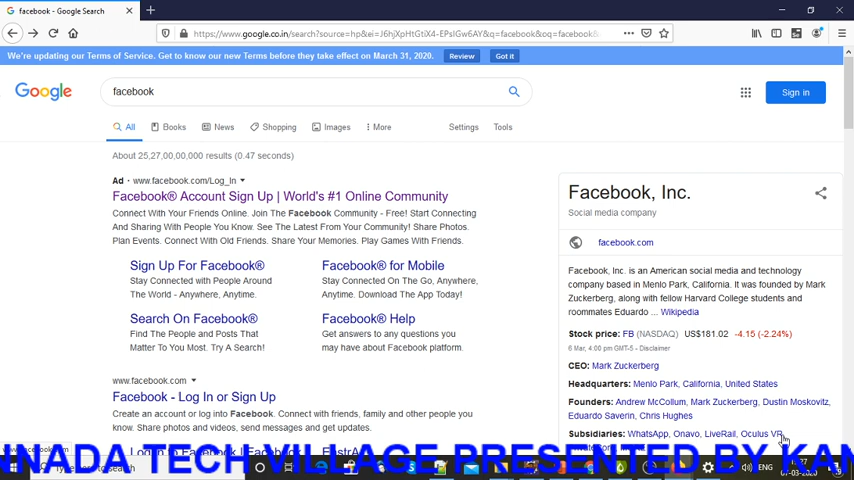 facebook - Google Search
https://www.google.co.in/search?source=hp&ei=J6hjXpHtGtiX4-EPsIGw6AY&q=facebook&oq=facebook&
We're updating our Terms of Service. Get to know our new Terms before they take effect on March 31, 2020.
Review
Got it
Google
facebook
Sign in
All
Books
News
Shopping
Images
More
Settings
Tools
About 25,27,00,00,000 results (0.47 seconds)
Ad · www.facebook.com/Log_In
Facebook® Account Sign Up | World's #1 Online Community
Connect With Your Friends Online. Join The Facebook Community - Free! Start Connecting
And Sharing With People You Know. See The Latest From Your Community! Share Photos.
Plan Events. Connect With Old Friends. Share Your Memories. Play Games With Friends.
Sign Up For Facebook®
Stay Connected with People Around
The World - Anywhere, Anytime.
Facebook® for Mobile
Stay Connected On The Go, Anywhere,
Anytime. Download The App Today!
Search On Facebook®
Find The People and Posts That
Matter To You Most. Try A Search!
Facebook® Help
Get answers to any questions you
may have about Facebook platform.
www.facebook.com
Facebook - Log In or Sign Up
Create an account or log into Facebook. Connect with friends, family and other people you
know. Share photos and videos, send messages and get updates.
Facebook, Inc.
Social media company
facebook.com
Facebook, Inc. is an American social media and technology
company based in Menlo Park, California. It was founded by Mark
Zuckerberg, along with fellow Harvard College students and
roommates Eduardo ... Wikipedia
Stock price: FB (NASDAQ) US$181.02 -4.15 (-2.24%)
6 Mar, 4:00 pm GMT-5 - Disclaimer
CEO: Mark Zuckerberg
Headquarters: Menlo Park, California, United States
Founders: Andrew McCollum, Mark Zuckerberg, Dustin Moskovitz,
Eduardo Saverin, Chris Hughes
Subsidiaries: WhatsApp, Onavo, LiveRail, Oculus VR,
NNADA TECH VILLAGE PRESENTED BY KAN
Type here to search
ENG
07-03-2020